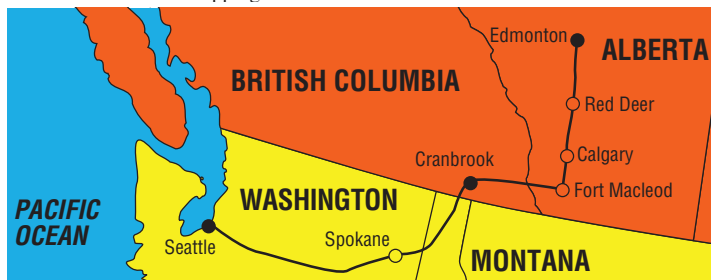 Edmonton
ALBERTA
BRITISH COLUMBIA
Red Deer
Calgary
Cranbrook
Fort Macleod
WASHINGTON
PACIFIC
OCEAN
Seattle
Spokane
MONTANA